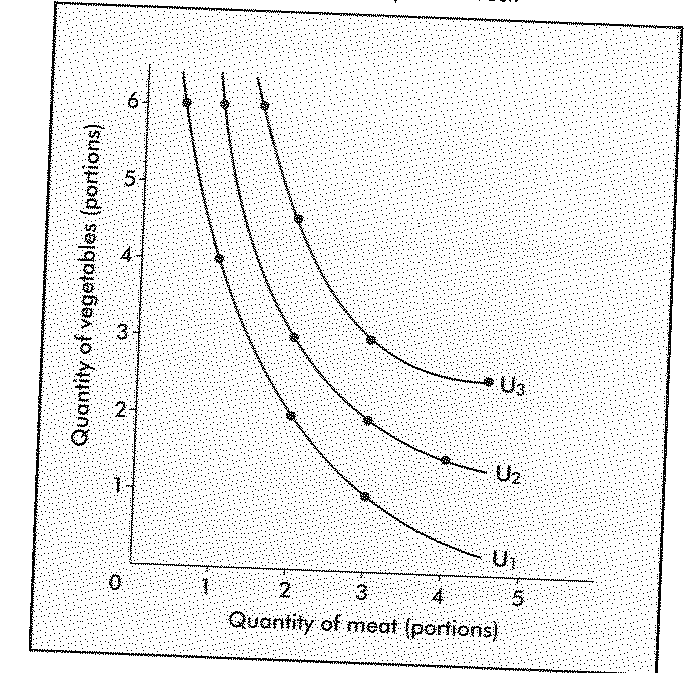 6
5
4
3
2
1
0
1 2 3 4 5
Quantity of vegetables (portions)
Quantity of meat (portions)
U3
U2
U1